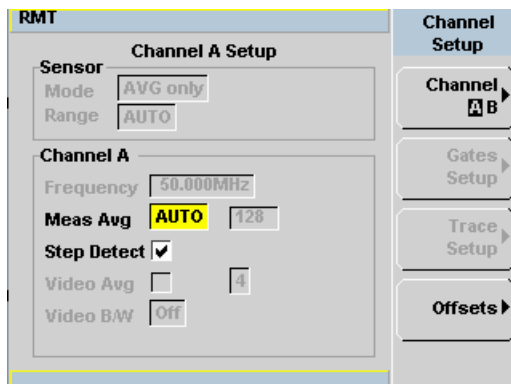 RMT
Channel A Setup
Sensor
Mode AVG only
Range AUTO
Channel A
Frequency 50.000MHz
Meas Avg AUTO 128
Step Detect
Video Avg 4
Video B/W Off
Channel Setup
Channel
A B
Gates
Setup
Trace
Setup
Offsets